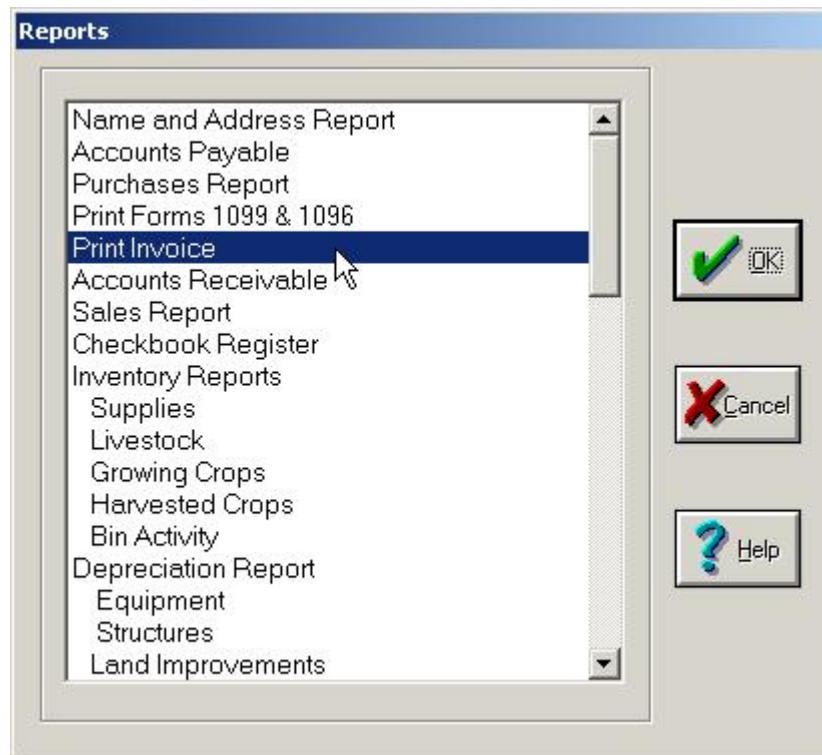 Reports
Name and Address Report
Accounts Payable
Purchases Report
Print Forms 1099 & 1096
Print Invoice
Accounts Receivable
Sales Report
Checkbook Register
Inventory Reports
Supplies
Livestock
Growing Crops
Harvested Crops
Bin Activity
Depreciation Report
Equipment
Structures
Land Improvements
OK
Cancel
Help